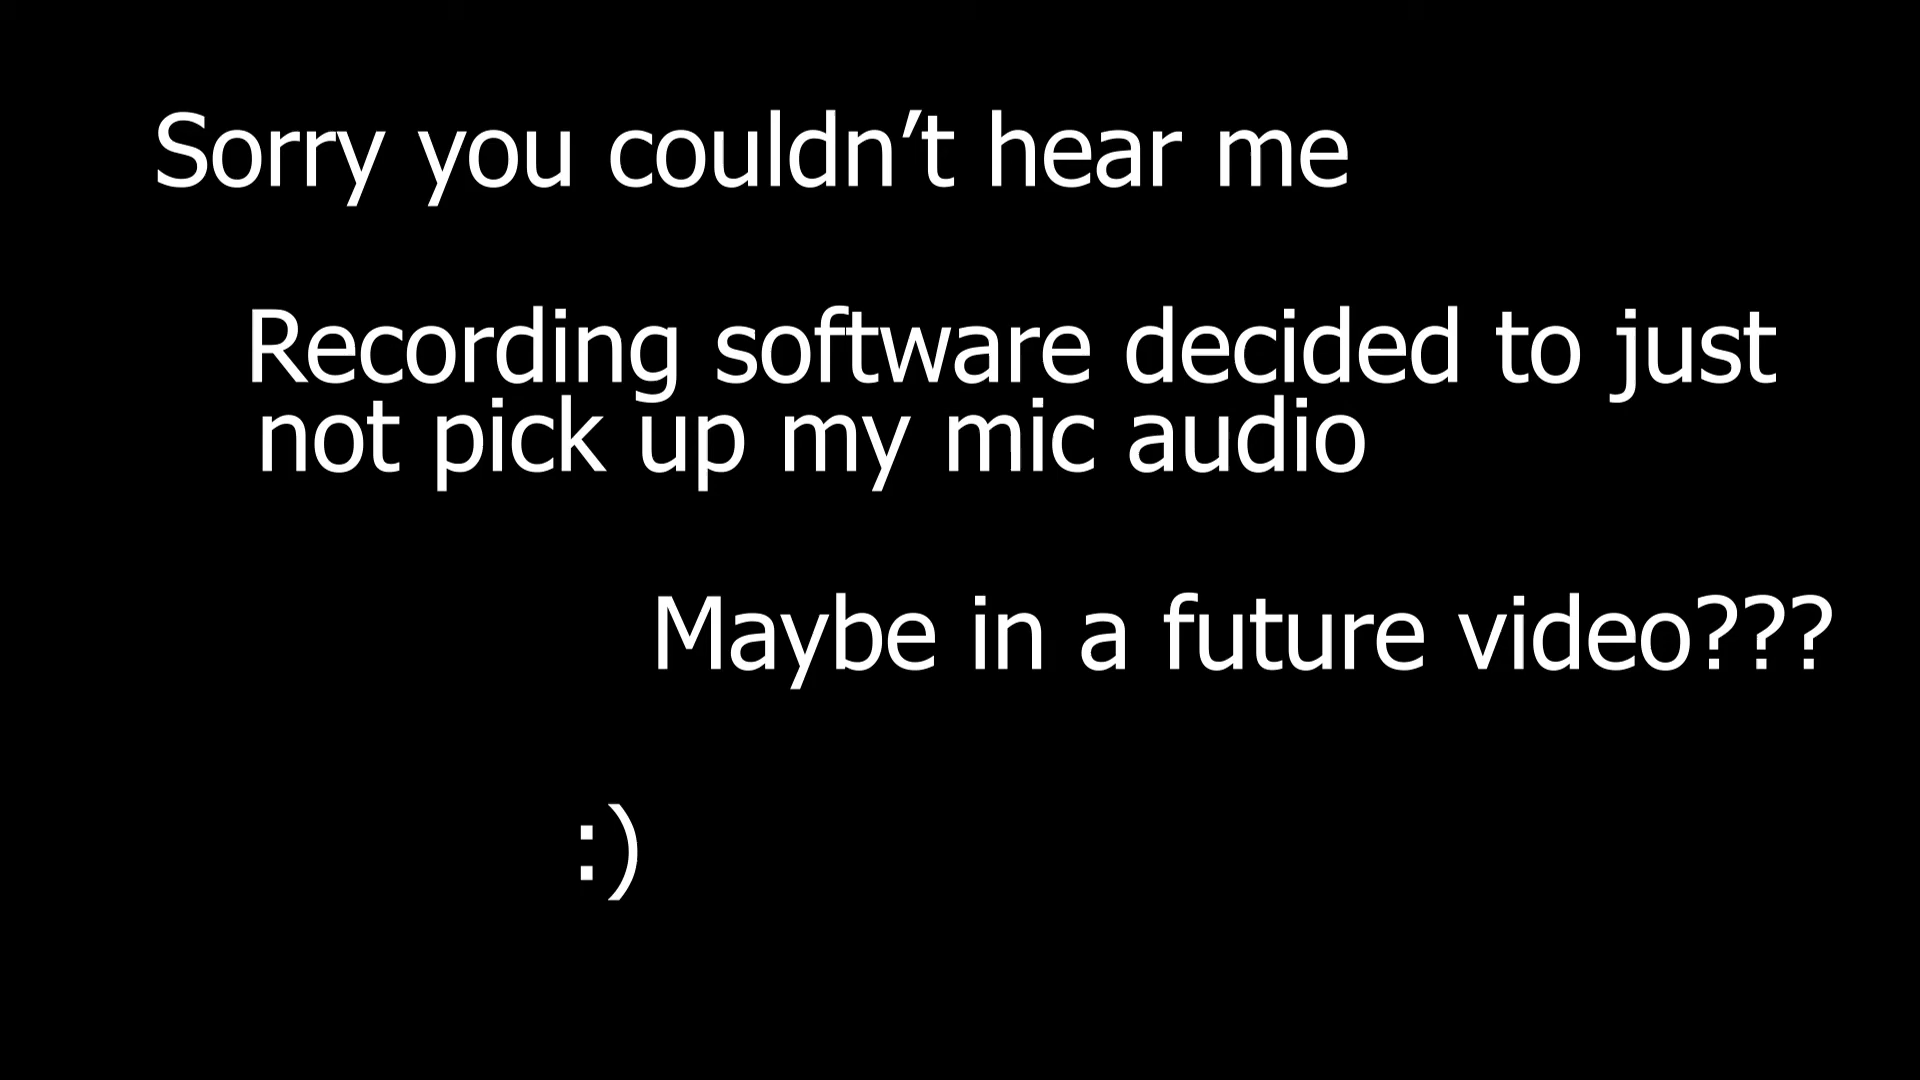 Sorry you couldn’t hear me
Recording software decided to just
not pick up my mic audio
Maybe in a future video???
:)